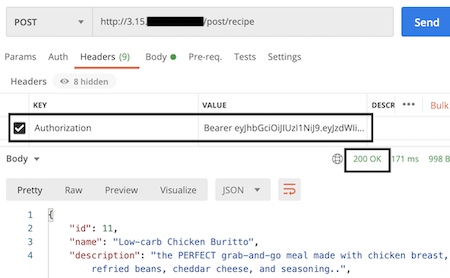 POST http://3.15. /post/recipe Send
Params Auth Headers (9) Body Pre-req. Tests Settings
Headers 8 hidden
KEY VALUE DESCR ••• Bulk
Authorization Bearer eyJhbGciOiJIUzI1NiJ9.eyJzdWIi...
Body 200 OK 171 ms 998 B
Pretty Raw Preview Visualize JSON
1 {
2 "id": 11,
3 "name": "Low-carb Chicken Buritto",
4 "description": "the PERFECT grab-and-go meal made with chicken breast,
refried beans, cheddar cheese, and seasoning..",